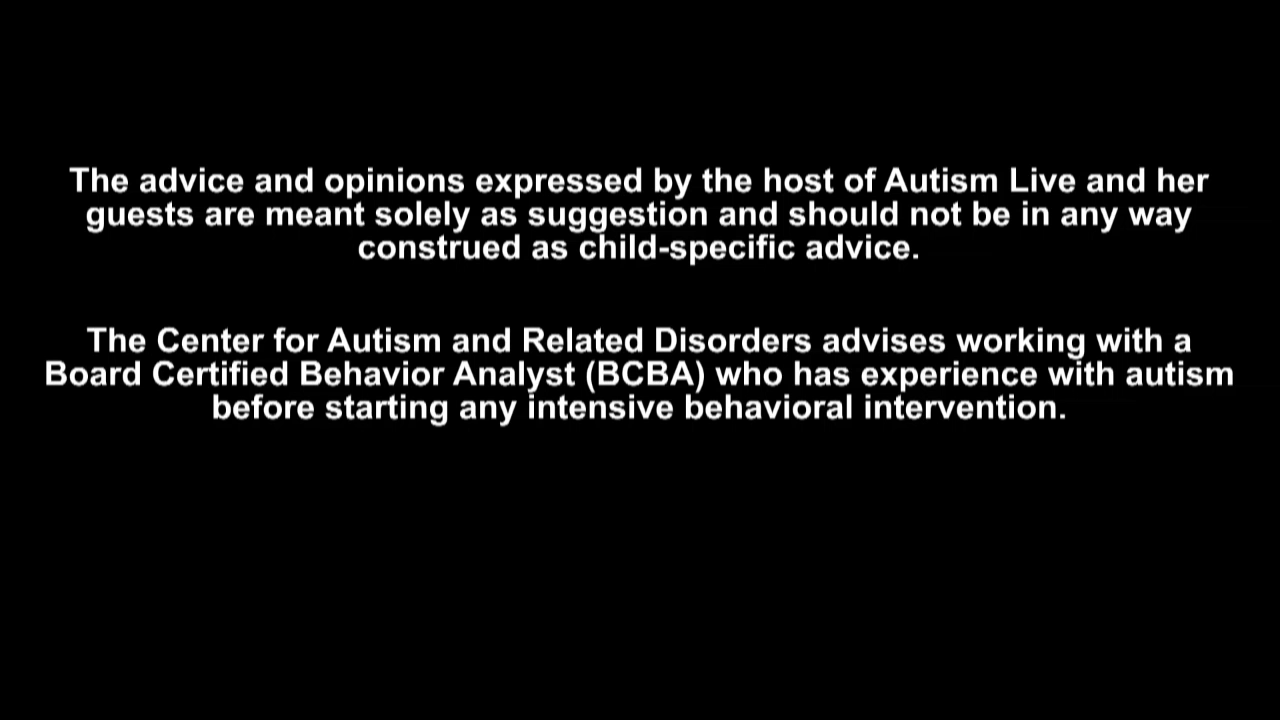 The advice and opinions expressed by the host of Autism Live and her
guests are meant solely as suggestion and should not be in any way
construed as child-specific advice.
The Center for Autism and Related Disorders advises working with a
Board Certified Behavior Analyst (BCBA) who has experience with autism
before starting any intensive behavioral intervention.